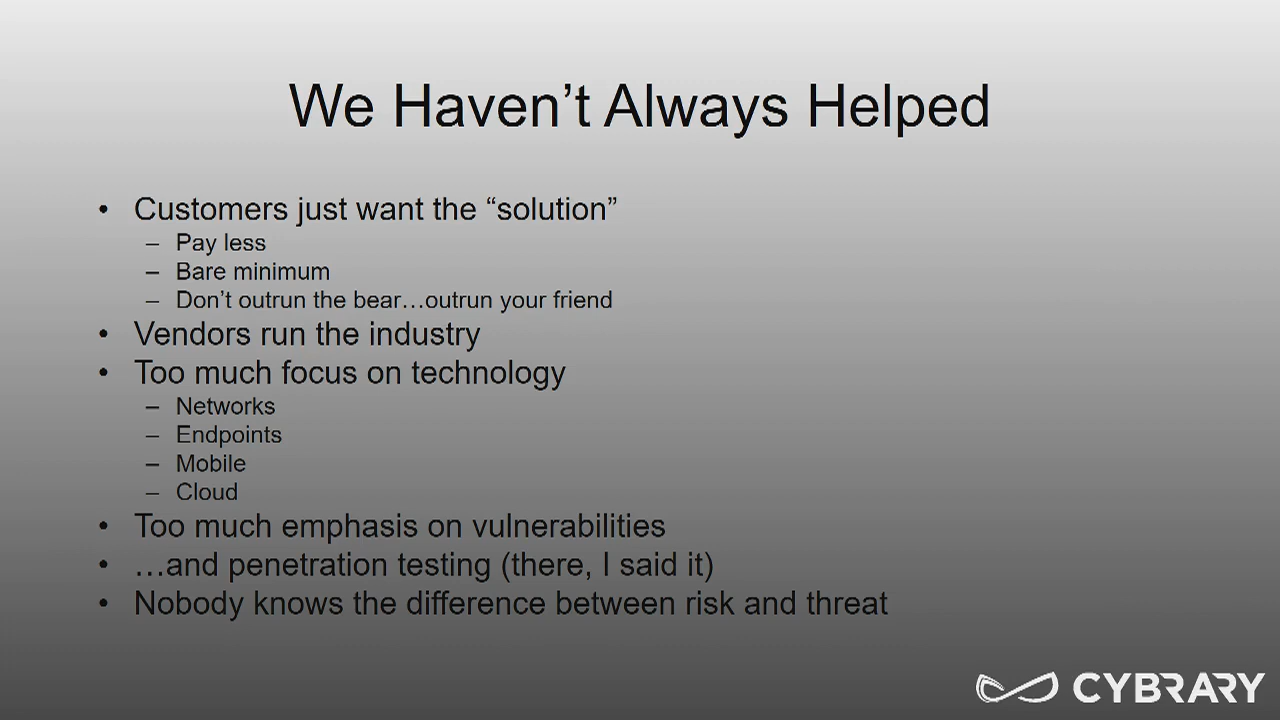 We Haven’t Always Helped
• Customers just want the “solution”
– Pay less
– Bare minimum
– Don’t outrun the bear…outrun your friend
• Vendors run the industry
• Too much focus on technology
– Networks
– Endpoints
– Mobile
– Cloud
• Too much emphasis on vulnerabilities
• …and penetration testing (there, I said it)
• Nobody knows the difference between risk and threat
CYBRARY